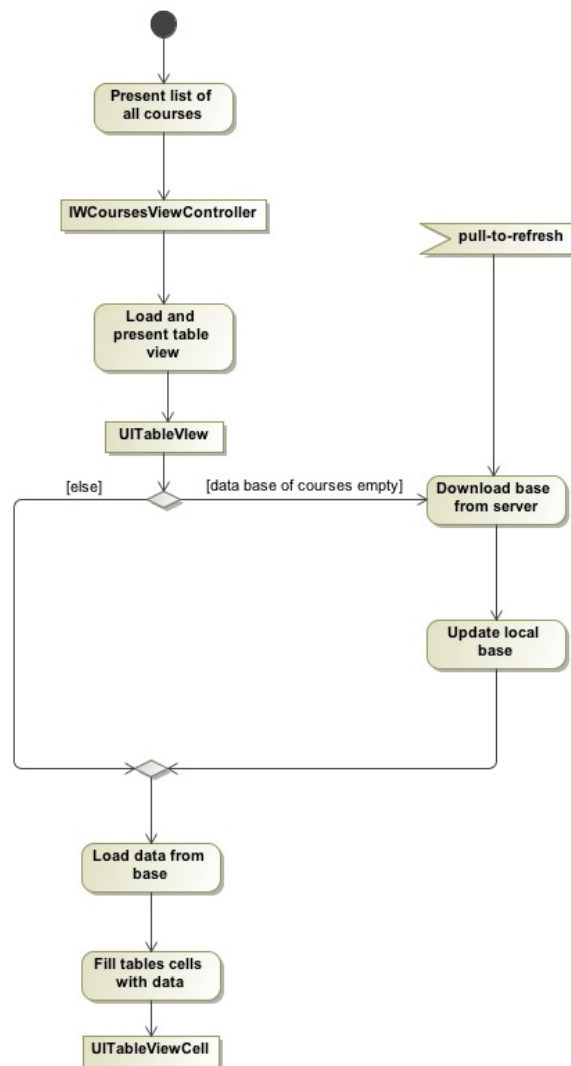 Present list of
all courses
IWCoursesViewController
pull-to-refresh
Load and
present table
view
UITableVIew
[else]
[data base of courses empty]
Download base
from server
Update local
base
Load data from
base
Fill tables cells
with data
UITableViewCell